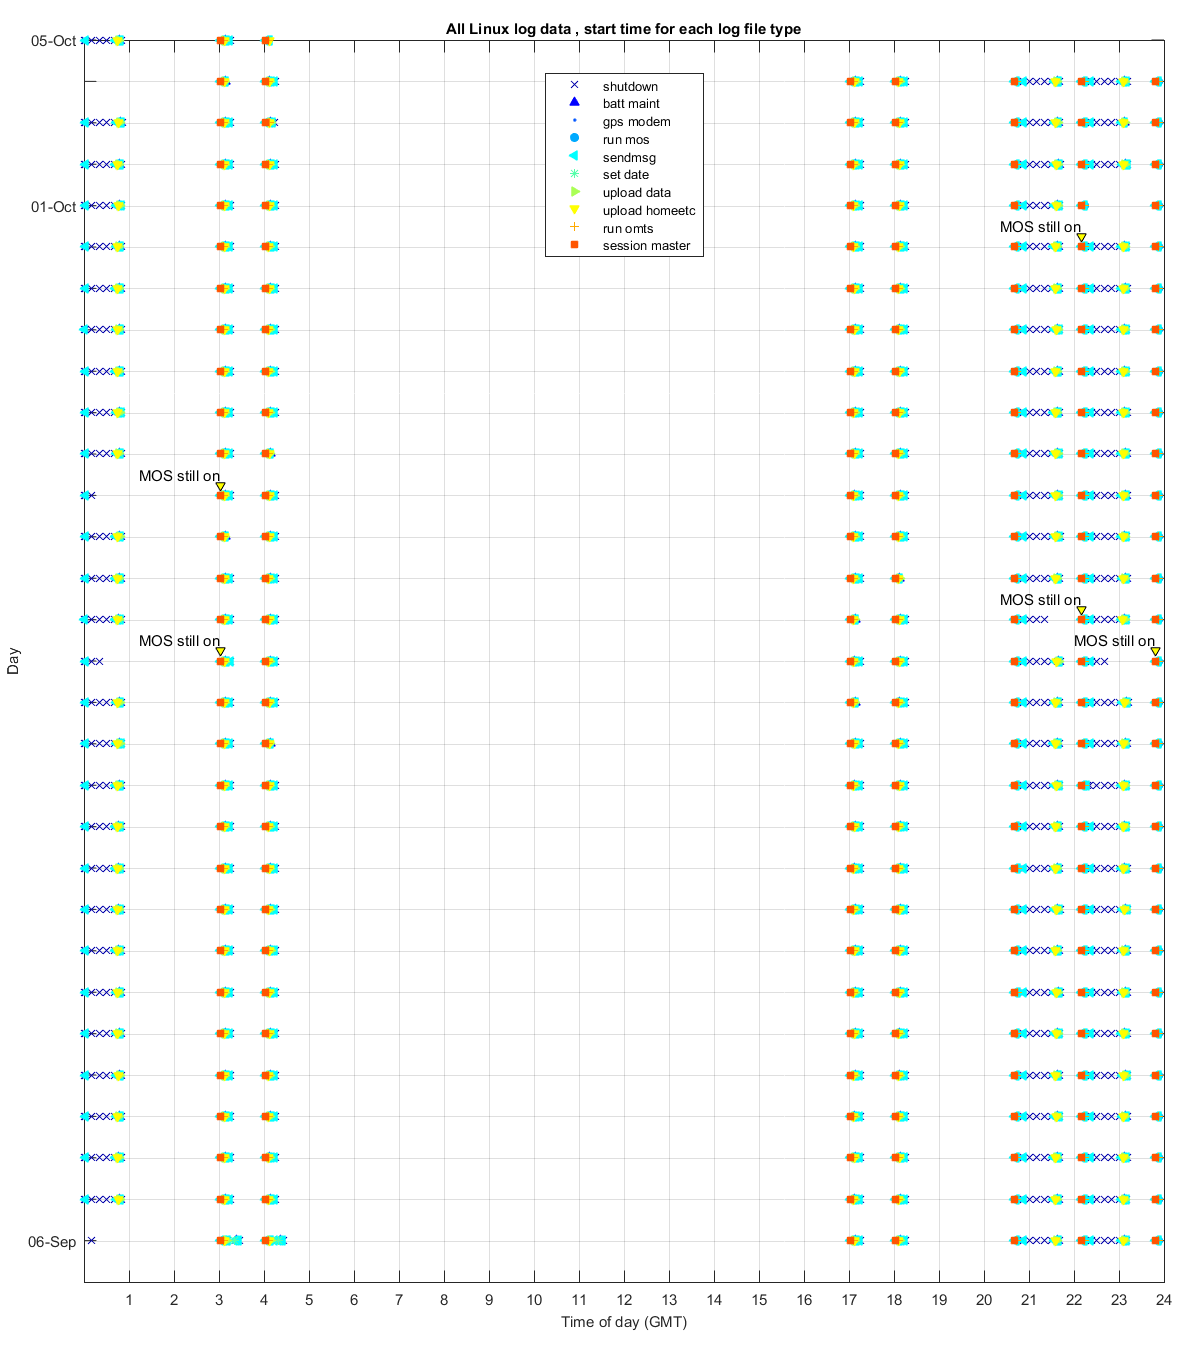 All Linux log data , start time for each log file type
05-Oct
shutdown
batt maint
gps modem
run mos
sendmsg
set date
upload data
upload homeetc
run omts
session master
01-Oct
MOS still on
MOS still on
MOS still on
MOS still on
MOS still on
Day
06-Sep
1 2 3 4 5 6 7 8 9 10 11 12 13 14 15 16 17 18 19 20 21 22 23 24
Time of day (GMT)